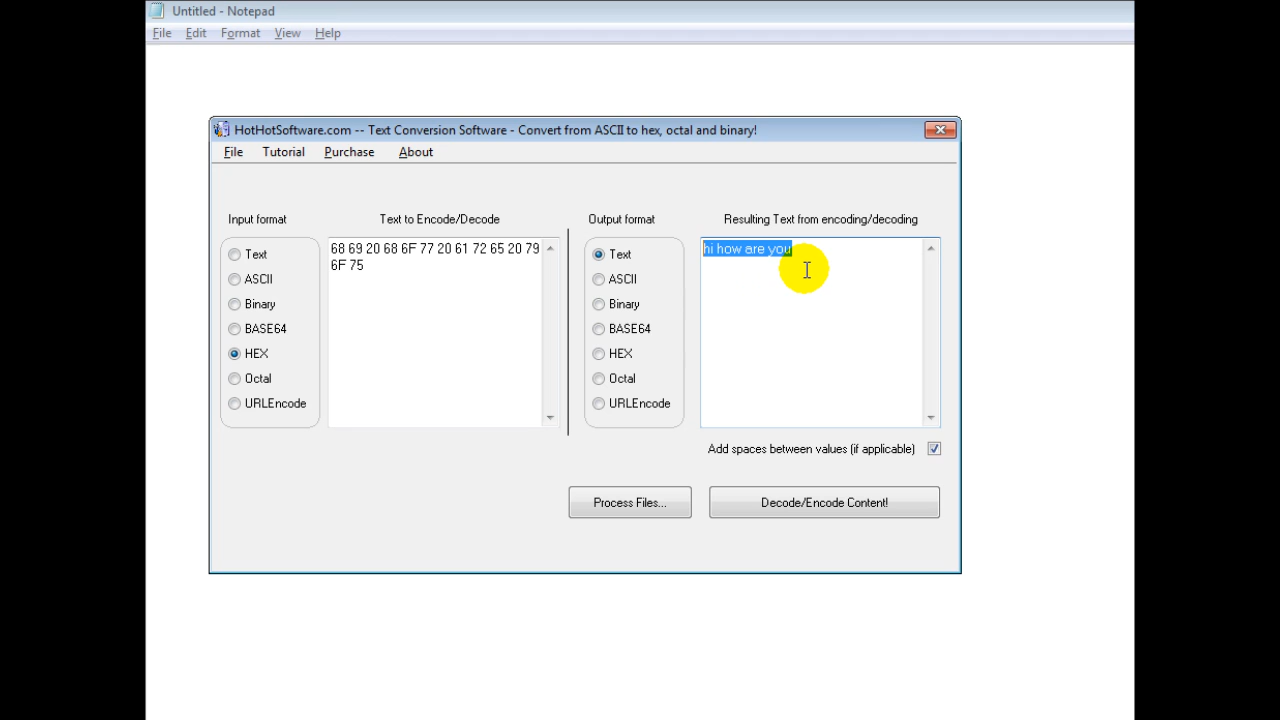 Untitled - Notepad
File Edit Format View Help
HotHotSoftware.com -- Text Conversion Software - Convert from ASCII to hex, octal and binary!
File Tutorial Purchase About
Input format
Text to Encode/Decode
Output format
Resulting Text from encoding/decoding
Text
ASCII
Binary
BASE64
HEX
Octal
URLEncode
68 69 20 68 6F 77 20 61 72 65 20 79
6F 75
Text
ASCII
Binary
BASE64
HEX
Octal
URLEncode
hi how are you
Add spaces between values (if applicable)
Process Files...
Decode/Encode Content!